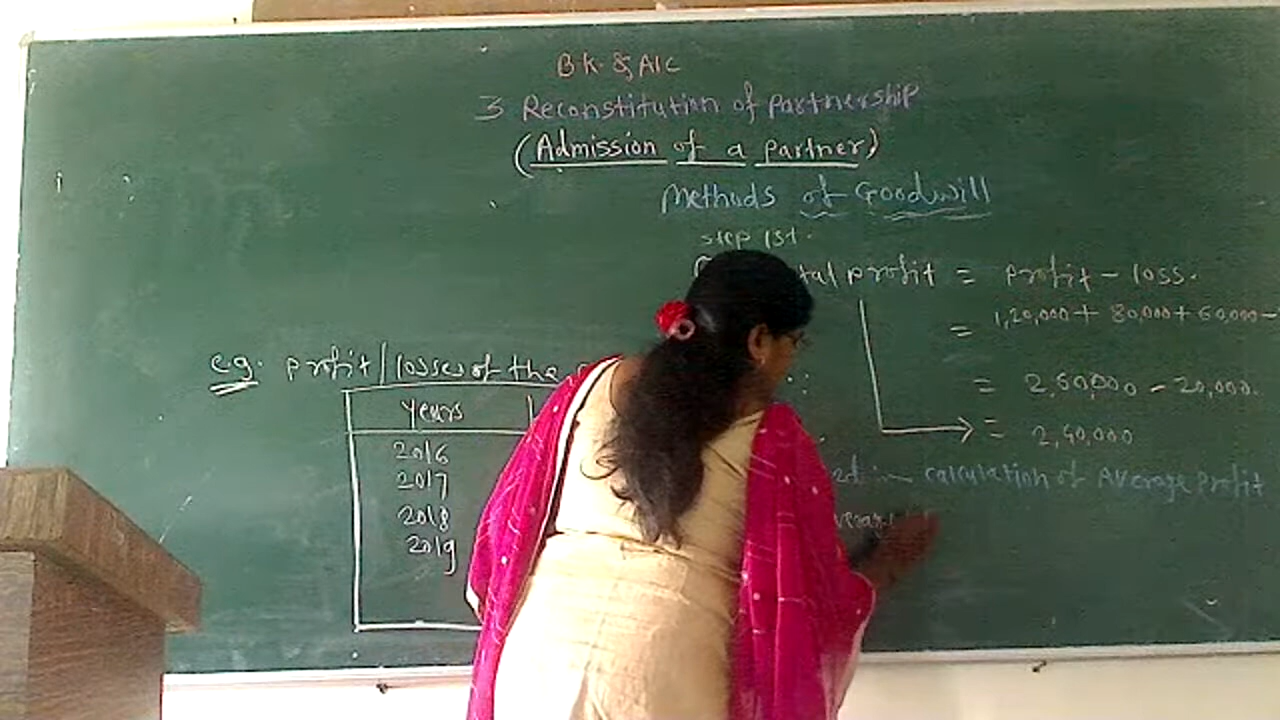 B.K. & A/C
3 Reconstitution of Partnership
(Admission of a partner)
Methods of Goodwill
step 1st.
profit = profit - loss.
= 1,20,000 + 80,000 + 60,000 -
= 2,60,000 - 20,000.
= 2,40,000
eg. profit/losses of the
years
2016
2017
2018
2019
calculation of Average profit